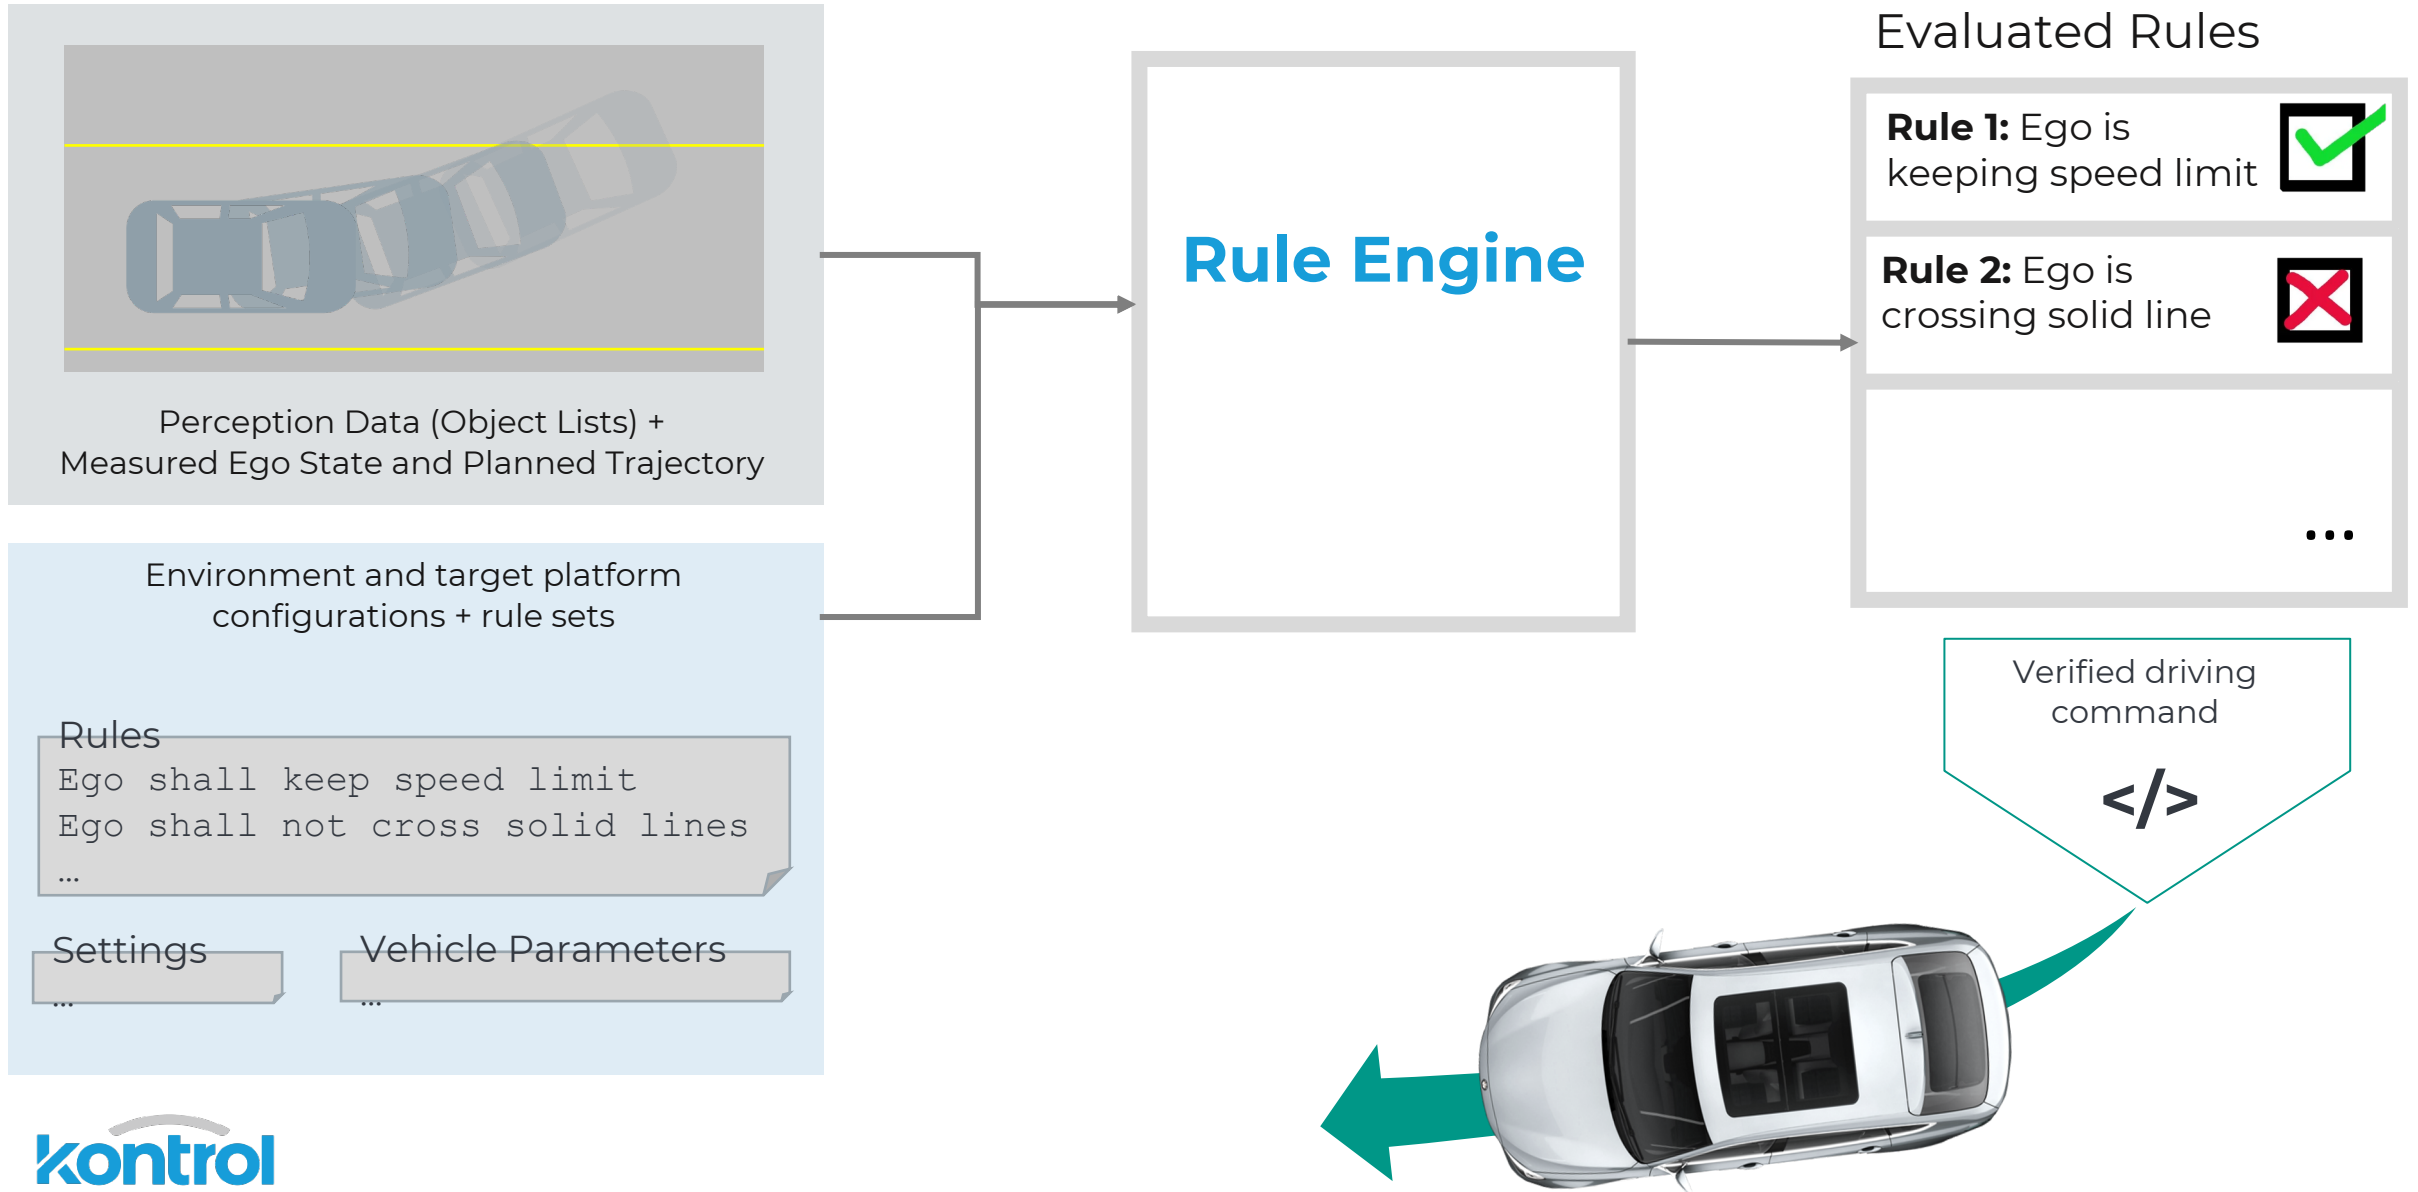 Perception Data (Object Lists) +
Measured Ego State and Planned Trajectory
Environment and target platform
configurations + rule sets
Rules
Ego shall keep speed limit
Ego shall not cross solid lines
...
Settings
...
Vehicle Parameters
...
kontrol
Rule Engine
Evaluated Rules
Rule 1: Ego is
keeping speed limit
Rule 2: Ego is
crossing solid line
...
Verified driving
command
</>